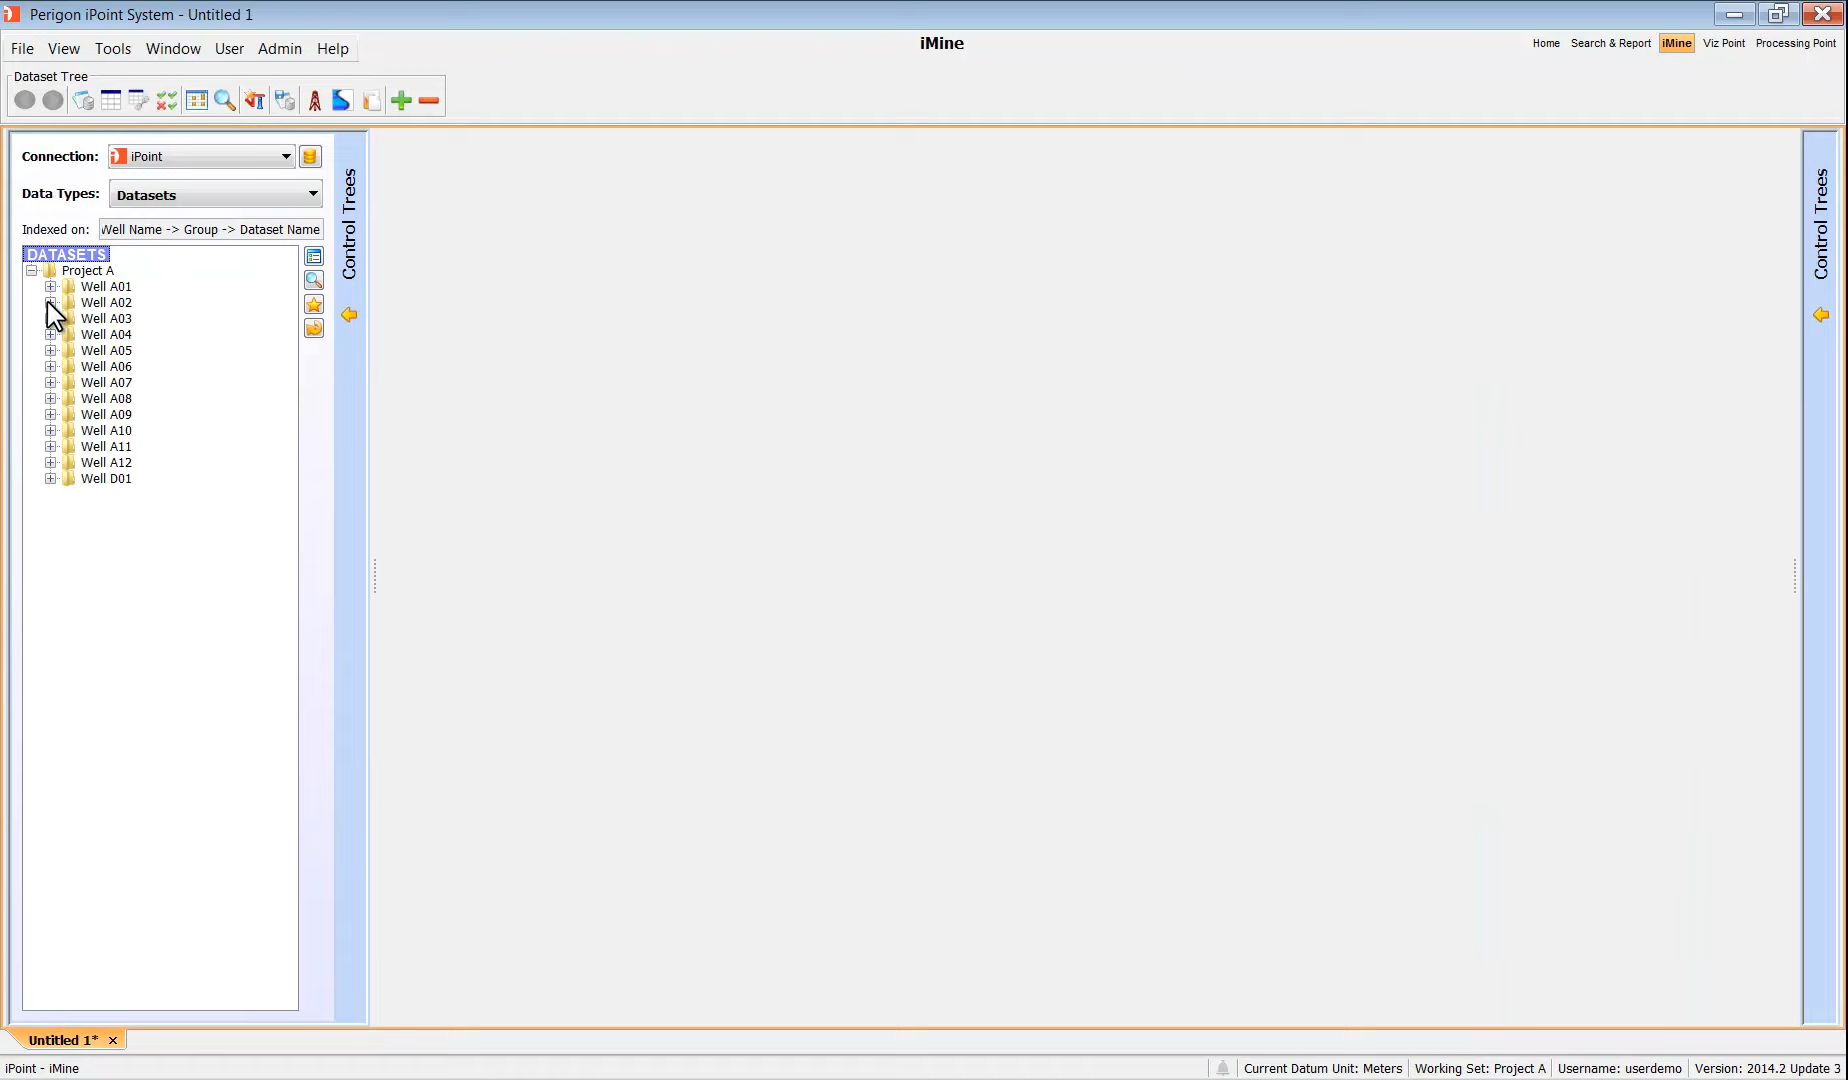 Perigon iPoint System - Untitled 1
File View Tools Window User Admin Help
iMine
Home Search & Report iMine Viz Point Processing Point
Dataset Tree
Connection: iPoint
Data Types: Datasets
Indexed on: Well Name -> Group -> Dataset Name
DATASETS
Project A
Well A01
Well A02
Well A03
Well A04
Well A05
Well A06
Well A07
Well A08
Well A09
Well A10
Well A11
Well A12
Well D01
Control Trees
Control Trees
Untitled 1*
iPoint - iMine
Current Datum Unit: Meters Working Set: Project A Username: userdemo Version: 2014.2 Update 3